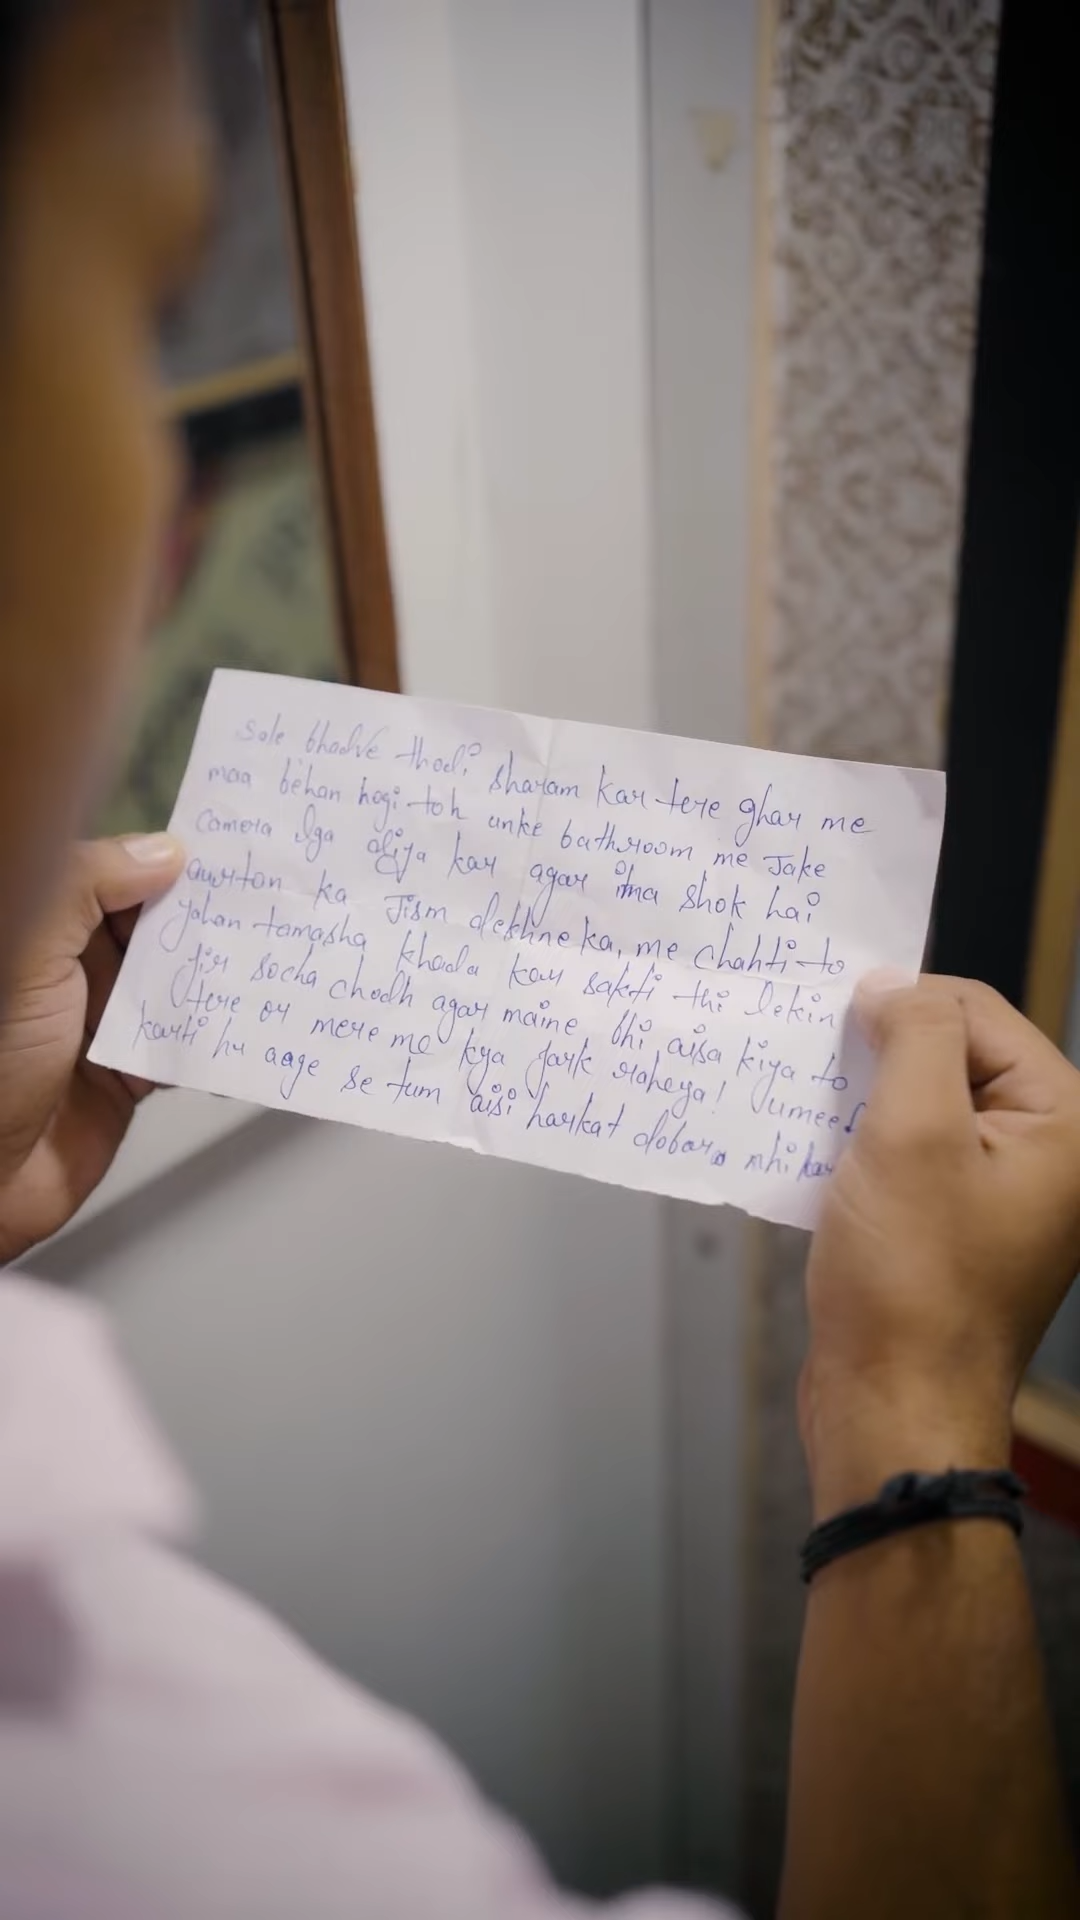 sale bhadve thodi sharam kar tere ghar me
maa behan hogi toh unke bathroom me Jake
camera lga liya kar agar itna shok hai
aurton ka Jism dekhne ka, me chahti to
yahan tamasha khada kar sakti thi lekin
fir socha chodh agar maine bhi aisa kiya to
tere or mere me kya fark rahega! Umeed
karti hu aage se tum aisi harkat dobara nhi kar